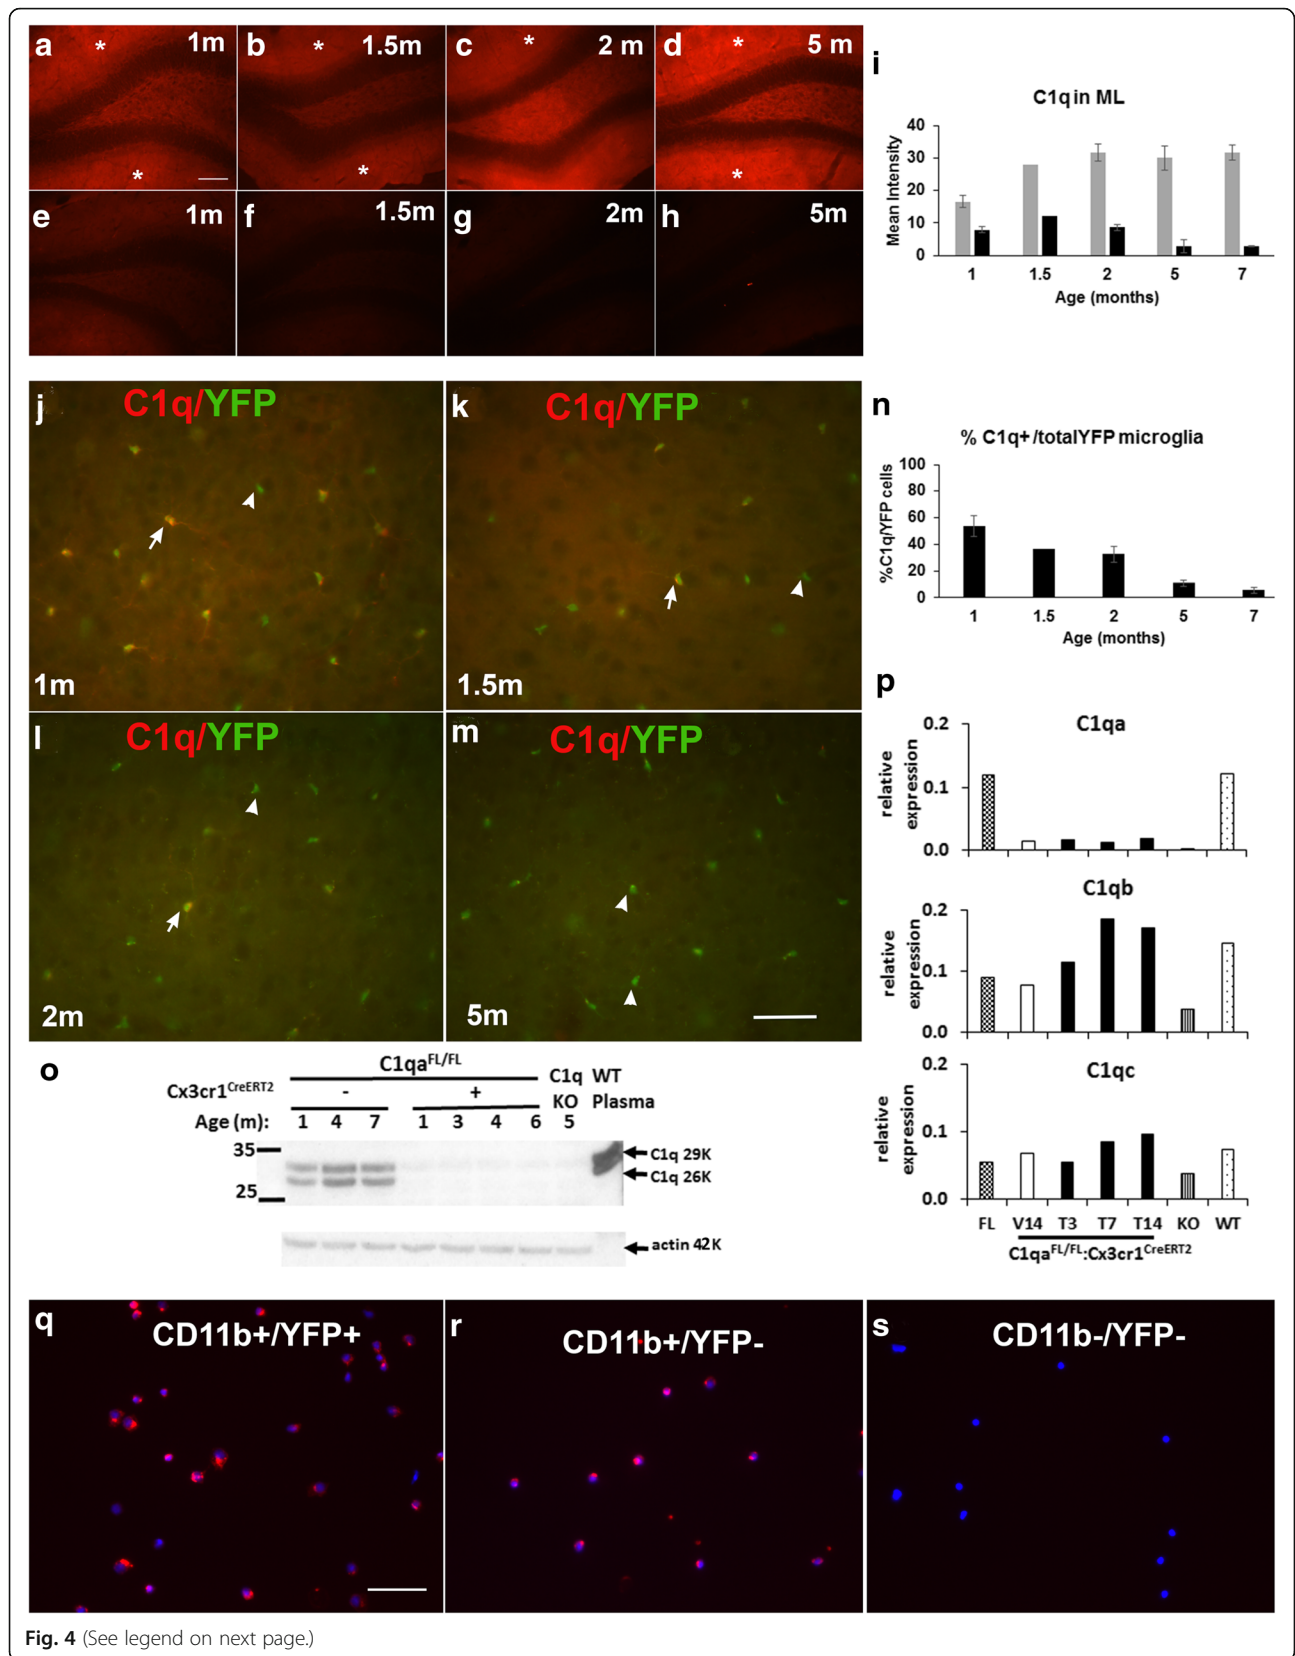 a * 1m
b * 1.5m
c * 2 m
d * 5 m
*
*
*
e 1m
f 1.5m
g 2m
h 5m
i
C1q in ML
Mean Intensity
40
30
20
10
0
1 1.5 2 5 7
Age (months)
j C1q/YFP
1m
k C1q/YFP
1.5m
l C1q/YFP
2m
m C1q/YFP
5m
n
% C1q+/totalYFP microglia
%C1q/YFP cells
100
80
60
40
20
0
1 1.5 2 5 7
Age (months)
o
C1qaFL/FL
Cx3cr1CreERT2 - + C1q KO WT Plasma
Age (m): 1 4 7 1 3 4 6 5
35
25
C1q 29K
C1q 26K
actin 42K
p
C1qa
relative expression
0.2
0.1
0.0
C1qb
relative expression
0.2
0.1
0.0
C1qc
relative expression
0.2
0.1
0.0
FL V14 T3 T7 T14 KO WT
C1qaFL/FL:Cx3cr1CreERT2
q CD11b+/YFP+
r CD11b+/YFP-
s CD11b-/YFP-
Fig. 4 (See legend on next page.)